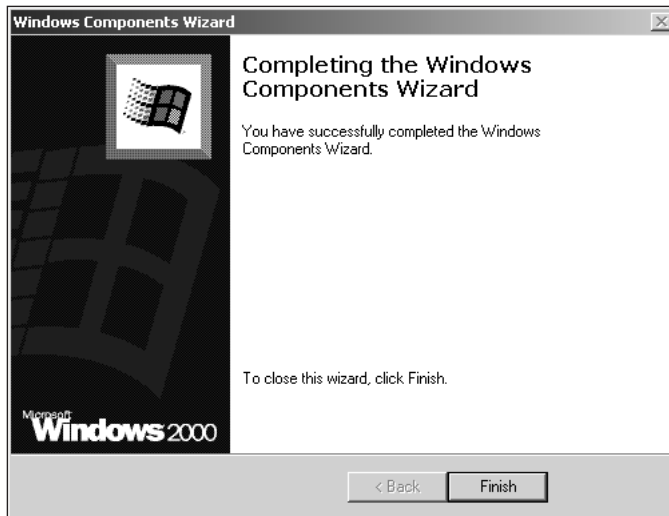 Windows Components Wizard
Completing the Windows
Components Wizard
You have successfully completed the Windows
Components Wizard.
To close this wizard, click Finish.
Microsoft
Windows 2000
< Back
Finish